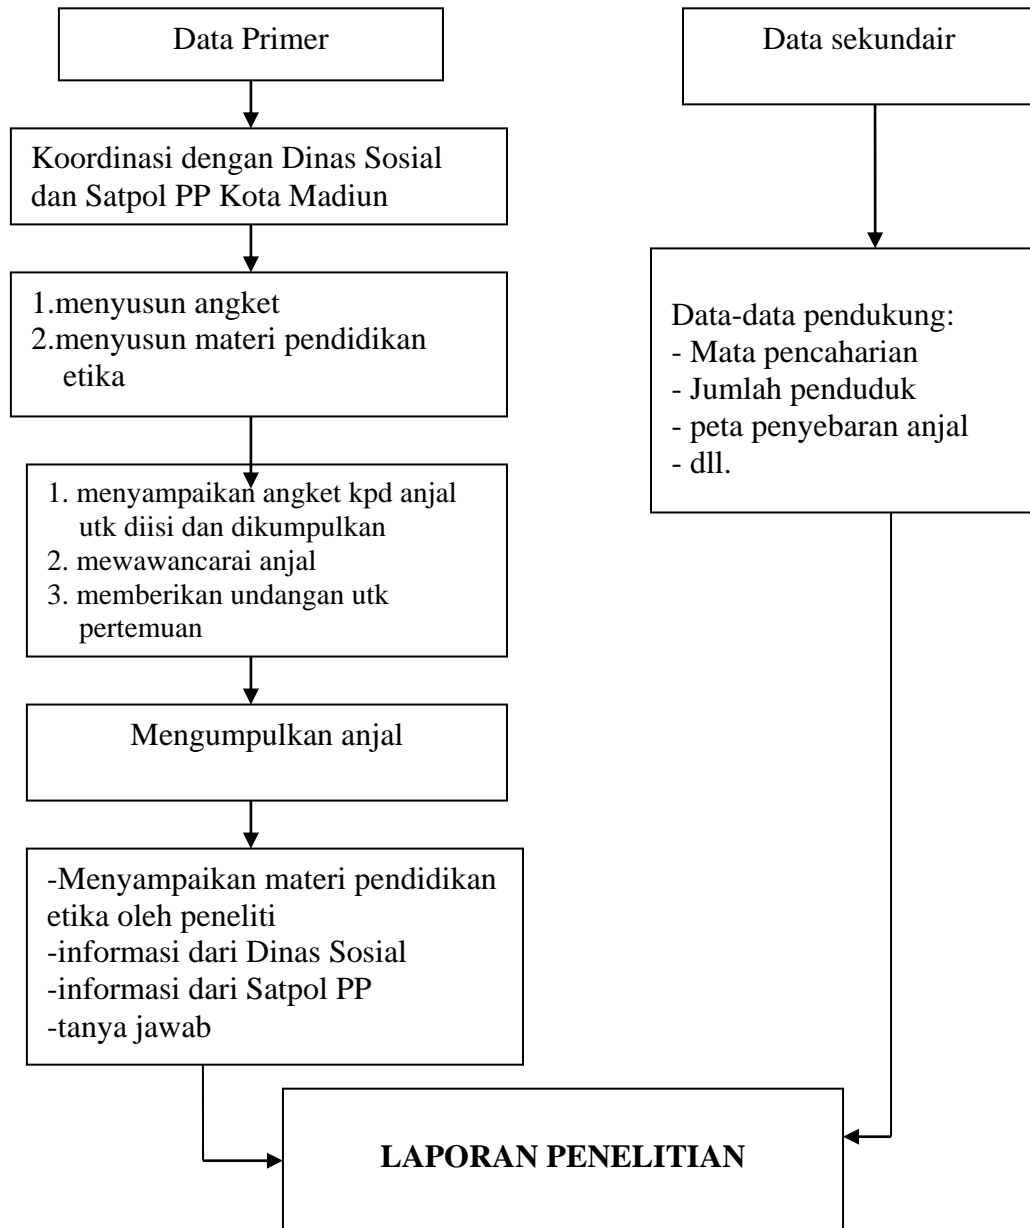 Data Primer
Koordinasi dengan Dinas Sosial
dan Satpol PP Kota Madiun
1.menyusun angket
2.menyusun materi pendidikan
etika
1. menyampaikan angket kpd anjal
utk diisi dan dikumpulkan
2. mewawancarai anjal
3. memberikan undangan utk
pertemuan
Mengumpulkan anjal
-Menyampaikan materi pendidikan
etika oleh peneliti
-informasi dari Dinas Sosial
-informasi dari Satpol PP
-tanya jawab
Data sekundair
Data-data pendukung:
- Mata pencaharian
- Jumlah penduduk
- peta penyebaran anjal
- dll.
LAPORAN PENELITIAN